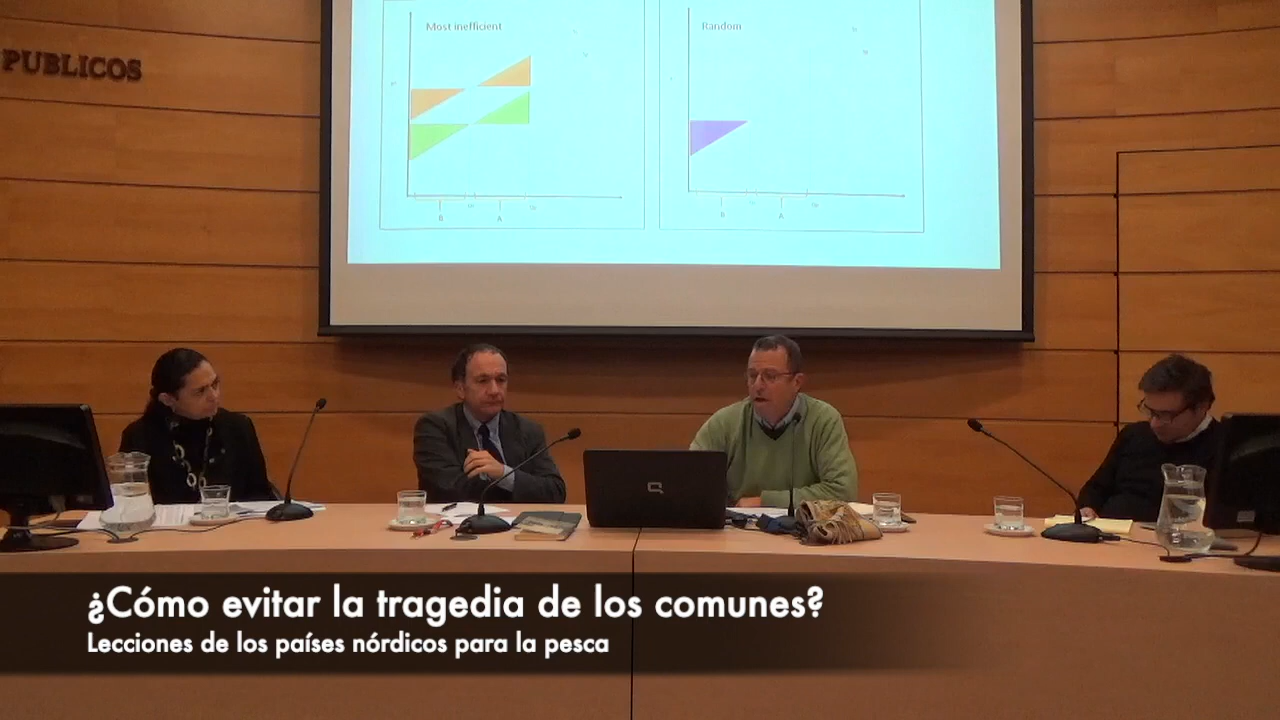 PUBLICOS
Most inefficient
Random
B
A
B
A
¿Cómo evitar la tragedia de los comunes?
Lecciones de los países nórdicos para la pesca